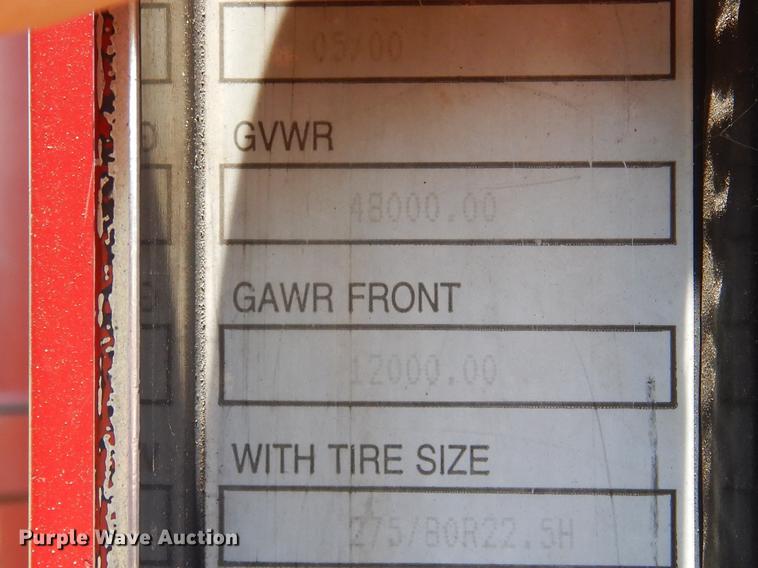 05/00
GVWR
48000.00
GAWR FRONT
12000.00
WITH TIRE SIZE
275/80R22.5H
Purple Wave Auction